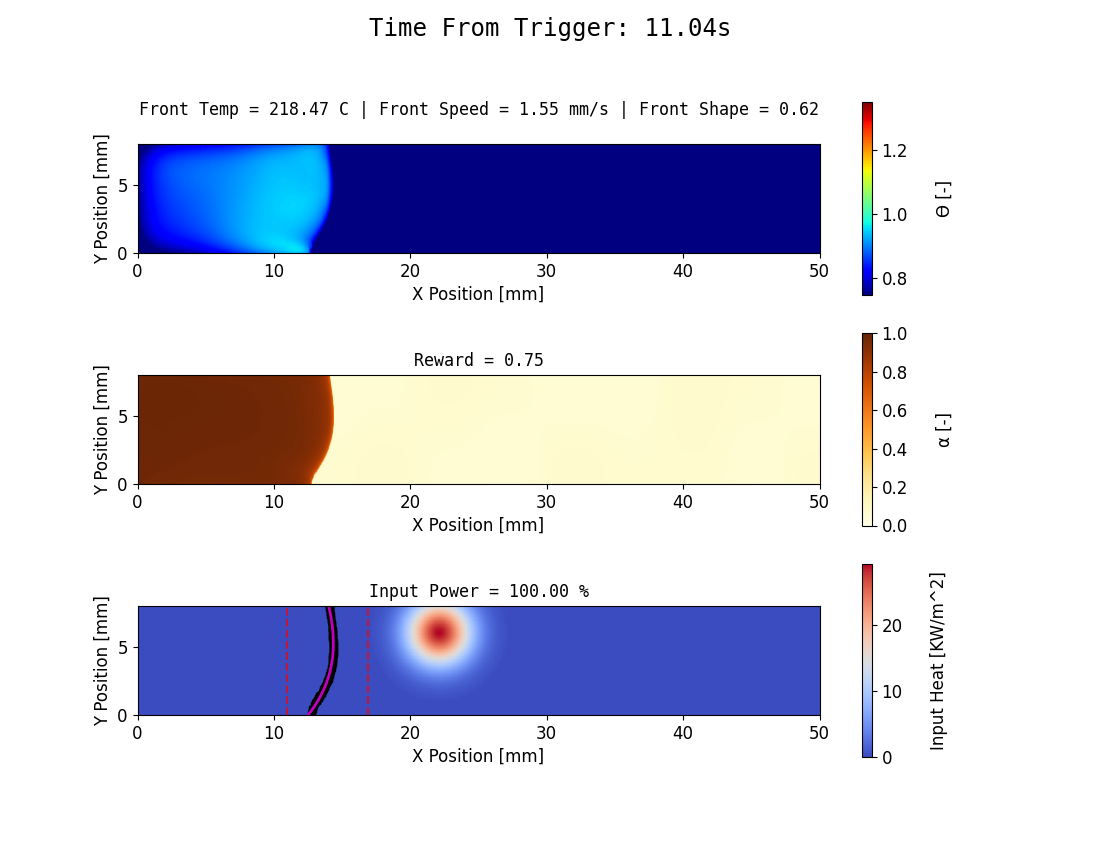 Time From Trigger: 11.04s
Front Temp = 218.47 C | Front Speed = 1.55 mm/s | Front Shape = 0.62
Y Position [mm]
5
0
0 10 20 30 40 50
X Position [mm]
1.2
1.0
0.8
Θ [-]
Reward = 0.75
Y Position [mm]
5
0
0 10 20 30 40 50
X Position [mm]
1.0
0.8
0.6
0.4
0.2
0.0
α [-]
Input Power = 100.00 %
Y Position [mm]
5
0
0 10 20 30 40 50
X Position [mm]
20
10
0
Input Heat [KW/m^2]